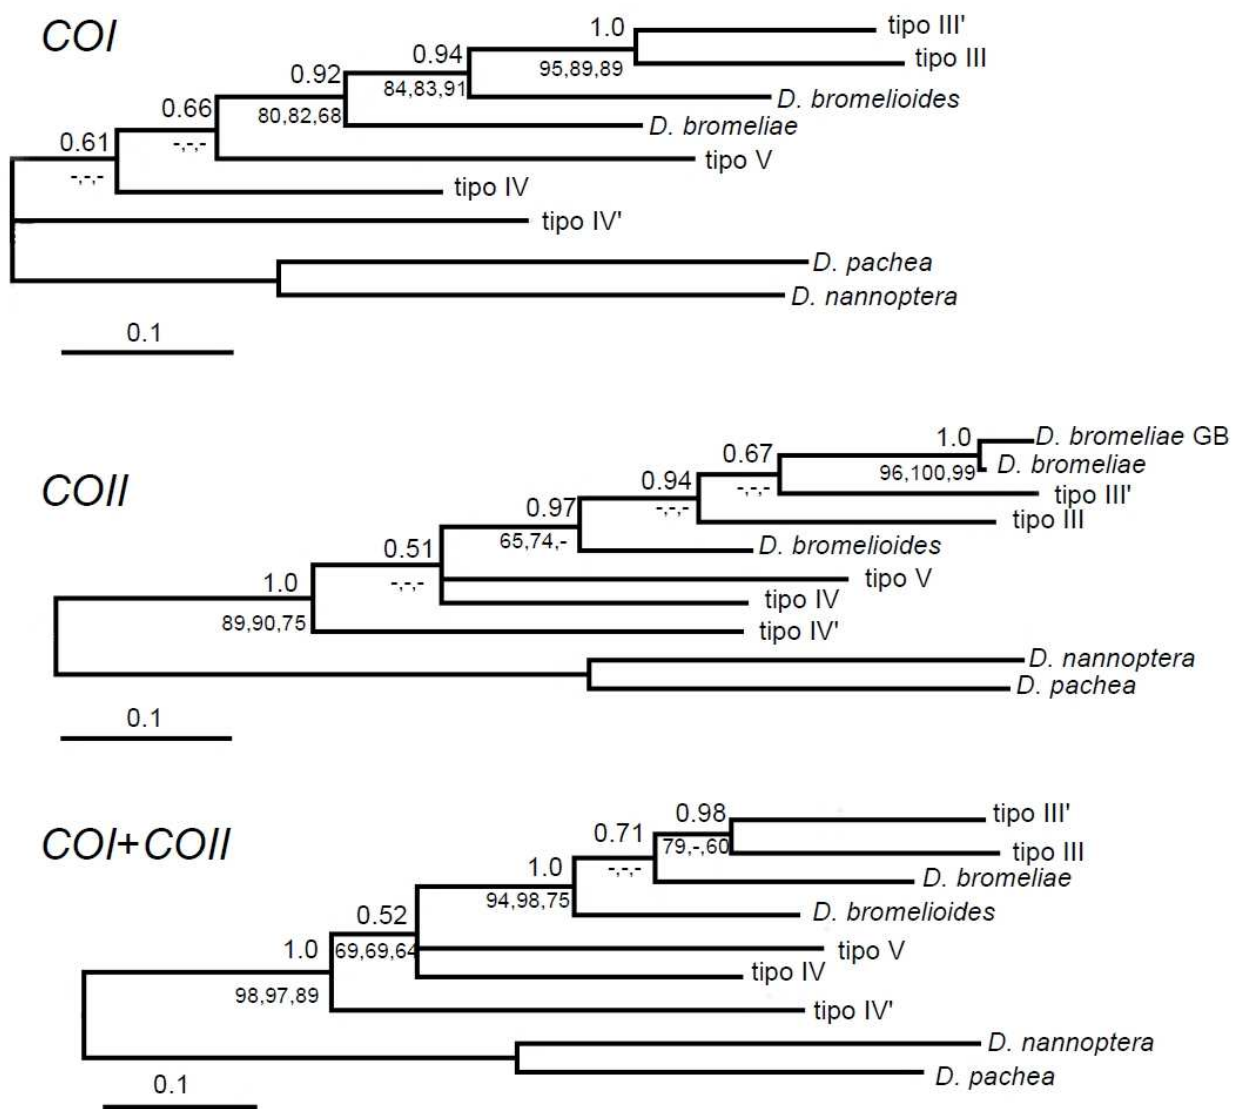 COI
1.0
tipo III'
0.94
95,89,89
tipo III
0.92
84,83,91
D. bromelioides
0.66
80,82,68
D. bromeliae
0.61
-,-,-
tipo V
-,-,-
tipo IV
tipo IV'
D. pachea
D. nannoptera
0.1
COII
1.0
D. bromeliae GB
0.67
96,100,99
D. bromeliae
0.94
-,-,-
tipo III'
0.97
-,-,-
tipo III
0.51
65,74,-
D. bromelioides
1.0
-,-,-
tipo V
tipo IV
89,90,75
tipo IV'
D. nannoptera
D. pachea
0.1
COI+COII
0.98
tipo III'
0.71
79,-,60
tipo III
1.0
-,-,-
D. bromeliae
94,98,75
D. bromelioides
0.52
1.0
69,69,64
tipo V
tipo IV
98,97,89
tipo IV'
D. nannoptera
D. pachea
0.1